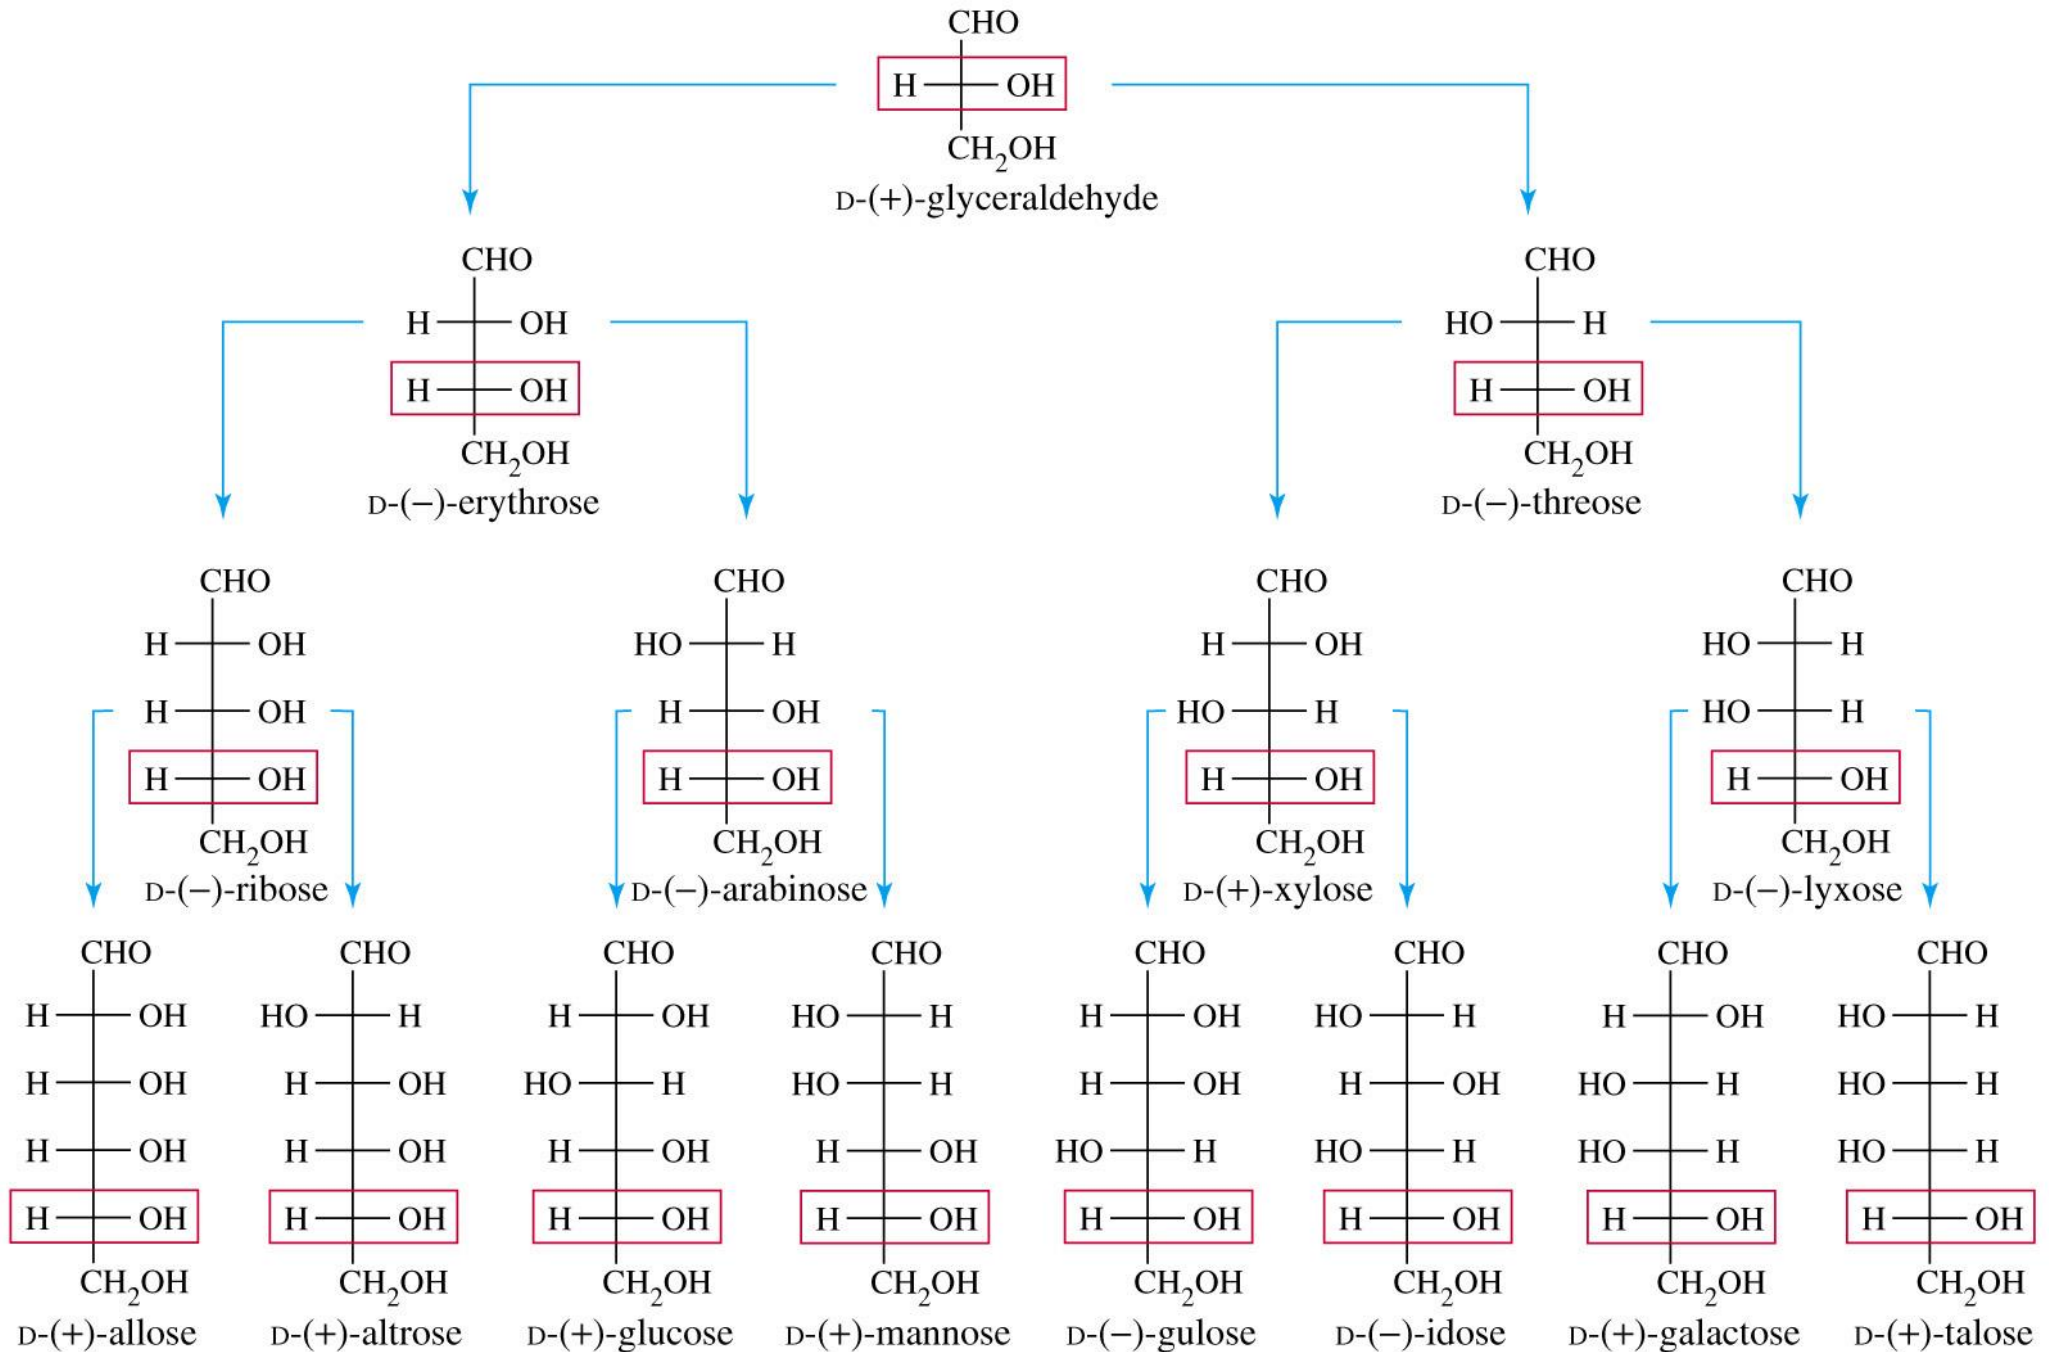 CHO
H OH
CH₂OH
D-(+)-glyceraldehyde
CHO CHO
H OH HO H
H OH H OH
CH₂OH CH₂OH
D-(−)-erythrose D-(−)-threose
CHO CHO CHO CHO
H OH HO H H OH HO H
H OH H OH HO H HO H
H OH H OH H OH H OH
CH₂OH CH₂OH CH₂OH CH₂OH
D-(−)-ribose D-(−)-arabinose D-(+)-xylose D-(−)-lyxose
CHO CHO CHO CHO CHO CHO CHO CHO
H OH HO H H OH HO H H OH HO H H OH HO H
H OH H OH HO H HO H H OH H OH HO H HO H
H OH H OH H OH H OH HO H HO H HO H HO H
H OH H OH H OH H OH H OH H OH H OH H OH
CH₂OH CH₂OH CH₂OH CH₂OH CH₂OH CH₂OH CH₂OH CH₂OH
D-(+)-allose D-(+)-altrose D-(+)-glucose D-(+)-mannose D-(−)-gulose D-(−)-idose D-(+)-galactose D-(+)-talose